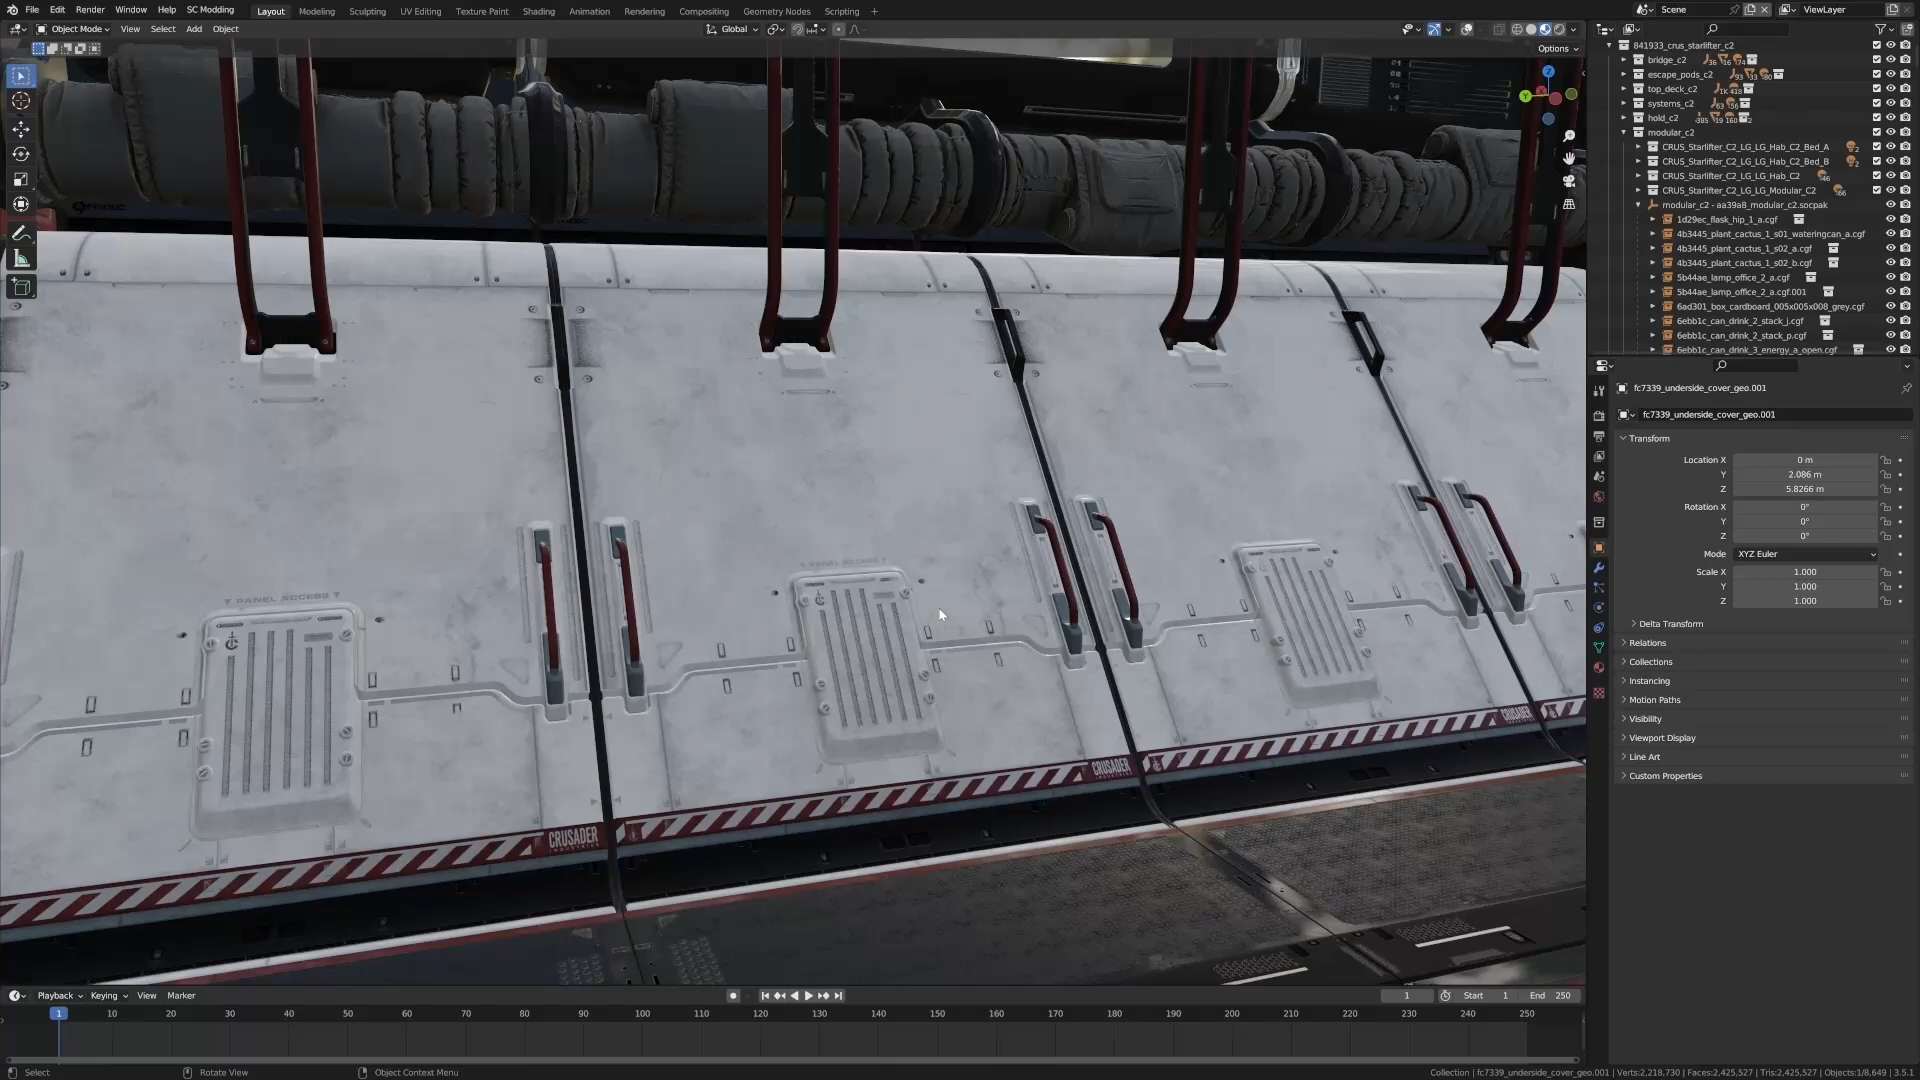 File Edit Render Window Help SC Modding
Layout Modeling Sculpting UV Editing Texture Paint Shading Animation Rendering Compositing Geometry Nodes Scripting +
Scene
ViewLayer
Object Mode View Select Add Object
Global
Options
841933_crus_starlifter_c2
bridge_c2
escape_pods_c2
top_deck_c2
systems_c2
hold_c2
modular_c2
CRUS_Starlifter_C2_LG_LG_Hab_C2_Bed_A
CRUS_Starlifter_C2_LG_LG_Hab_C2_Bed_B
CRUS_Starlifter_C2_LG_LG_Hab_C2
CRUS_Starlifter_C2_LG_LG_Modular_C2
modular_c2 - aa39a8_modular_c2.socpak
1d29ec_flask_hip_1_a.cgf
4b3445_plant_cactus_1_s01_wateringcan_a.cgf
4b3445_plant_cactus_1_s02_a.cgf
4b3445_plant_cactus_1_s02_b.cgf
5b44ae_lamp_office_2_a.cgf
5b44ae_lamp_office_2_a.cgf.001
6ad301_box_cardboard_005x005x008_grey.cgf
6ebb1c_can_drink_2_stack_j.cgf
6ebb1c_can_drink_2_stack_p.cgf
6ebb1c_can_drink_3_energy_a_open.cgf
fc7339_underside_cover_geo.001
fc7339_underside_cover_geo.001
Transform
Location X 0 m
Y 2.086 m
Z 5.8266 m
Rotation X 0°
Y 0°
Z 0°
Mode XYZ Euler
Scale X 1.000
Y 1.000
Z 1.000
Delta Transform
Relations
Collections
Instancing
Motion Paths
Visibility
Viewport Display
Line Art
Custom Properties
PANEL ACCESS
PANEL ACCESS
CRUSADER
INDUSTRIES
CRUSADER
CRUSADER
Playback Keying View Marker
1 Start 1 End 250
1 10 20 30 40 50 60 70 80 90 100 110 120 130 140 150 160 170 180 190 200 210 220 230 240 250
Select Rotate View Object Context Menu
Collection | fc7339_underside_cover_geo.001 | Verts:2,218,730 | Faces:2,425,527 | Tris:2,425,527 | Objects:1/8,649 | 3.5.1